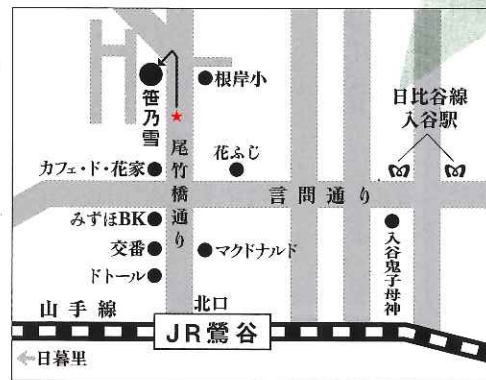 根岸小
笹乃雪
日比谷線
入谷駅
尾竹橋通り
花ふじ
カフェ・ド・花家
言問通り
みずほBK
交番
マクドナルド
入谷鬼子母神
ドトール
山手線
北口
JR鶯谷
日暮里